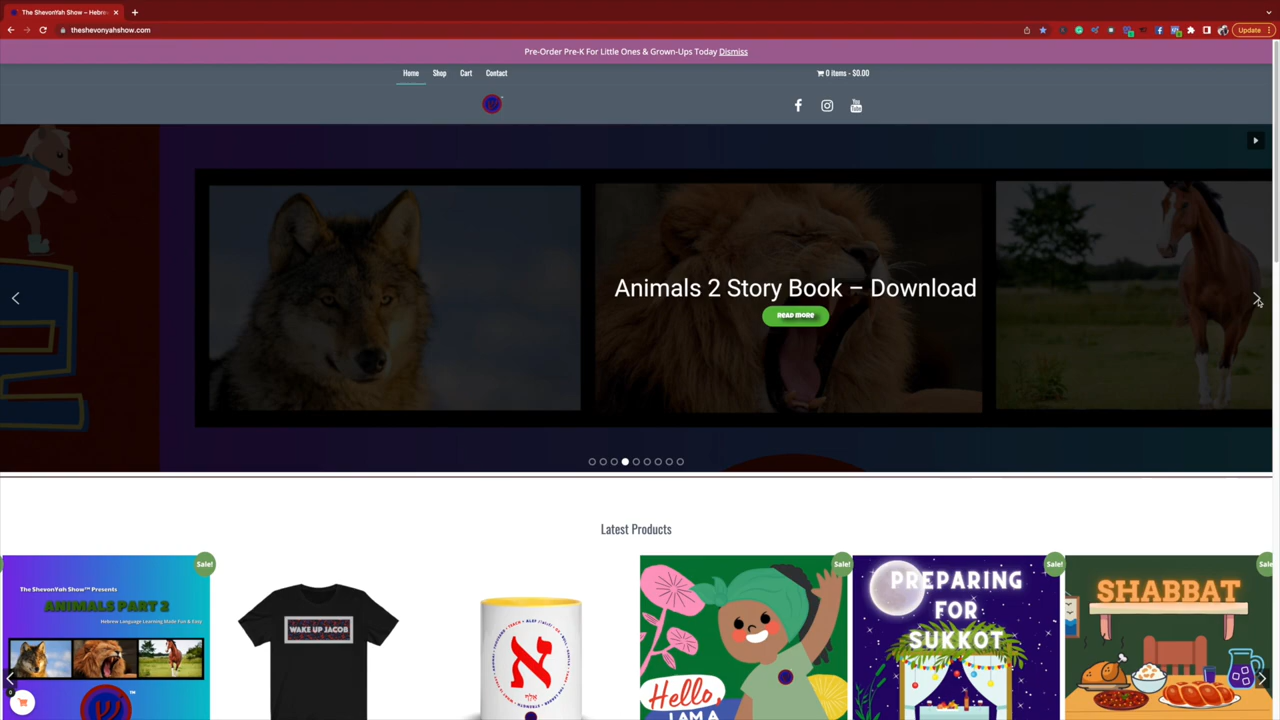 The ShevonYah Show – Hebre
theshevonyahshow.com
Update
Pre-Order Pre-K For Little Ones & Grown-Ups Today Dismiss
Home Shop Cart Contact
0 items - $0.00
You
Tube
Animals 2 Story Book – Download
READ MORE
Latest Products
Sale!
The ShevonYah Show™ Presents
ANIMALS PART 2
Hebrew Language Learning Made Fun & Easy
WAKE UP JACOB
א
Sale!
Hello,
I AM A
Sale!
PREPARING
FOR
SUKKOT
Sale!
SHABBAT
0